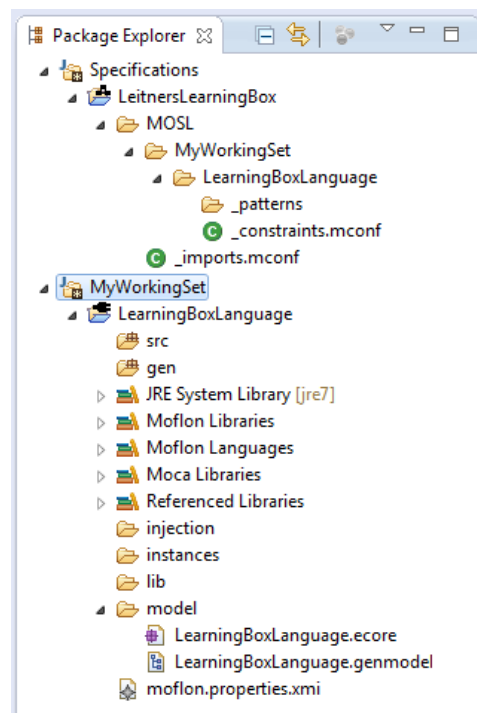 Package Explorer
Specifications
LeitnersLearningBox
MOSL
MyWorkingSet
LearningBoxLanguage
_patterns
_constraints.mconf
_imports.mconf
MyWorkingSet
LearningBoxLanguage
src
gen
JRE System Library [jre7]
Moflon Libraries
Moflon Languages
Moca Libraries
Referenced Libraries
injection
instances
lib
model
LearningBoxLanguage.ecore
LearningBoxLanguage.genmodel
moflon.properties.xmi